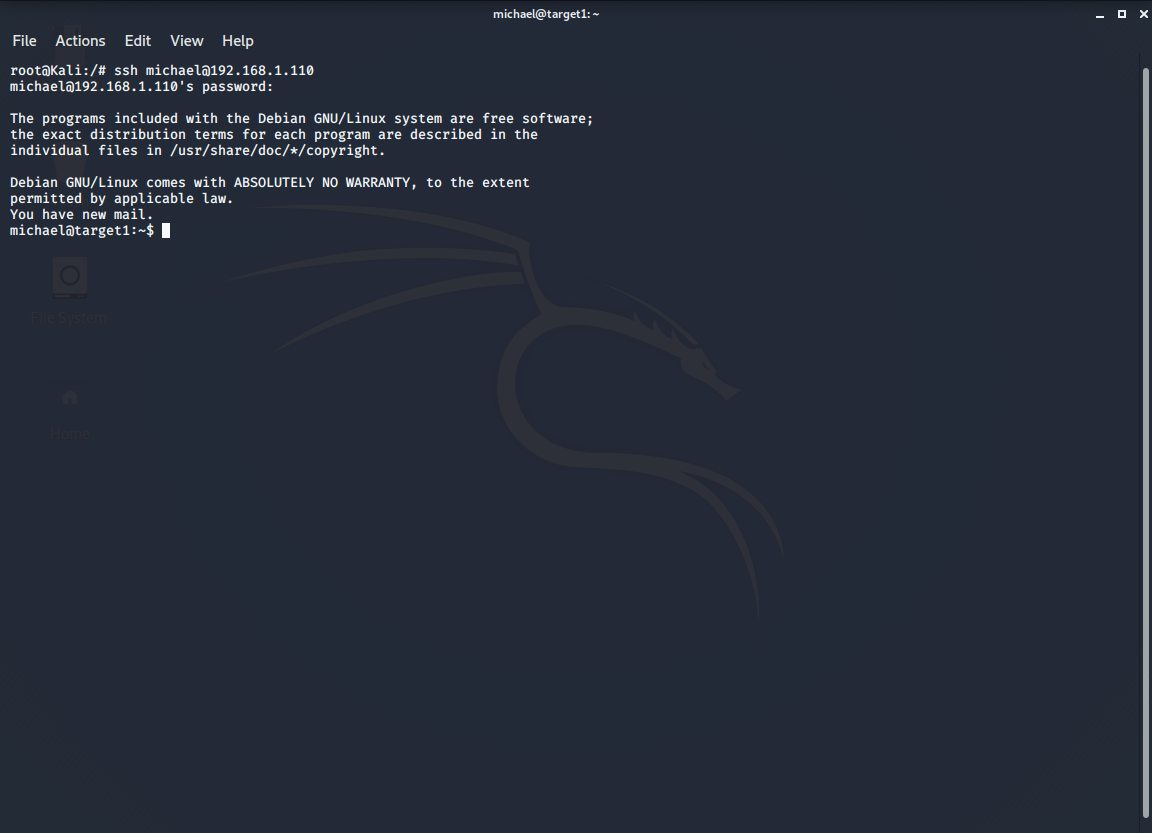 michael@target1: ~
File Actions Edit View Help
root@Kali:/# ssh michael@192.168.1.110
michael@192.168.1.110's password:
The programs included with the Debian GNU/Linux system are free software;
the exact distribution terms for each program are described in the
individual files in /usr/share/doc/*/copyright.
Debian GNU/Linux comes with ABSOLUTELY NO WARRANTY, to the extent
permitted by applicable law.
You have new mail.
michael@target1:~$
File System
Home